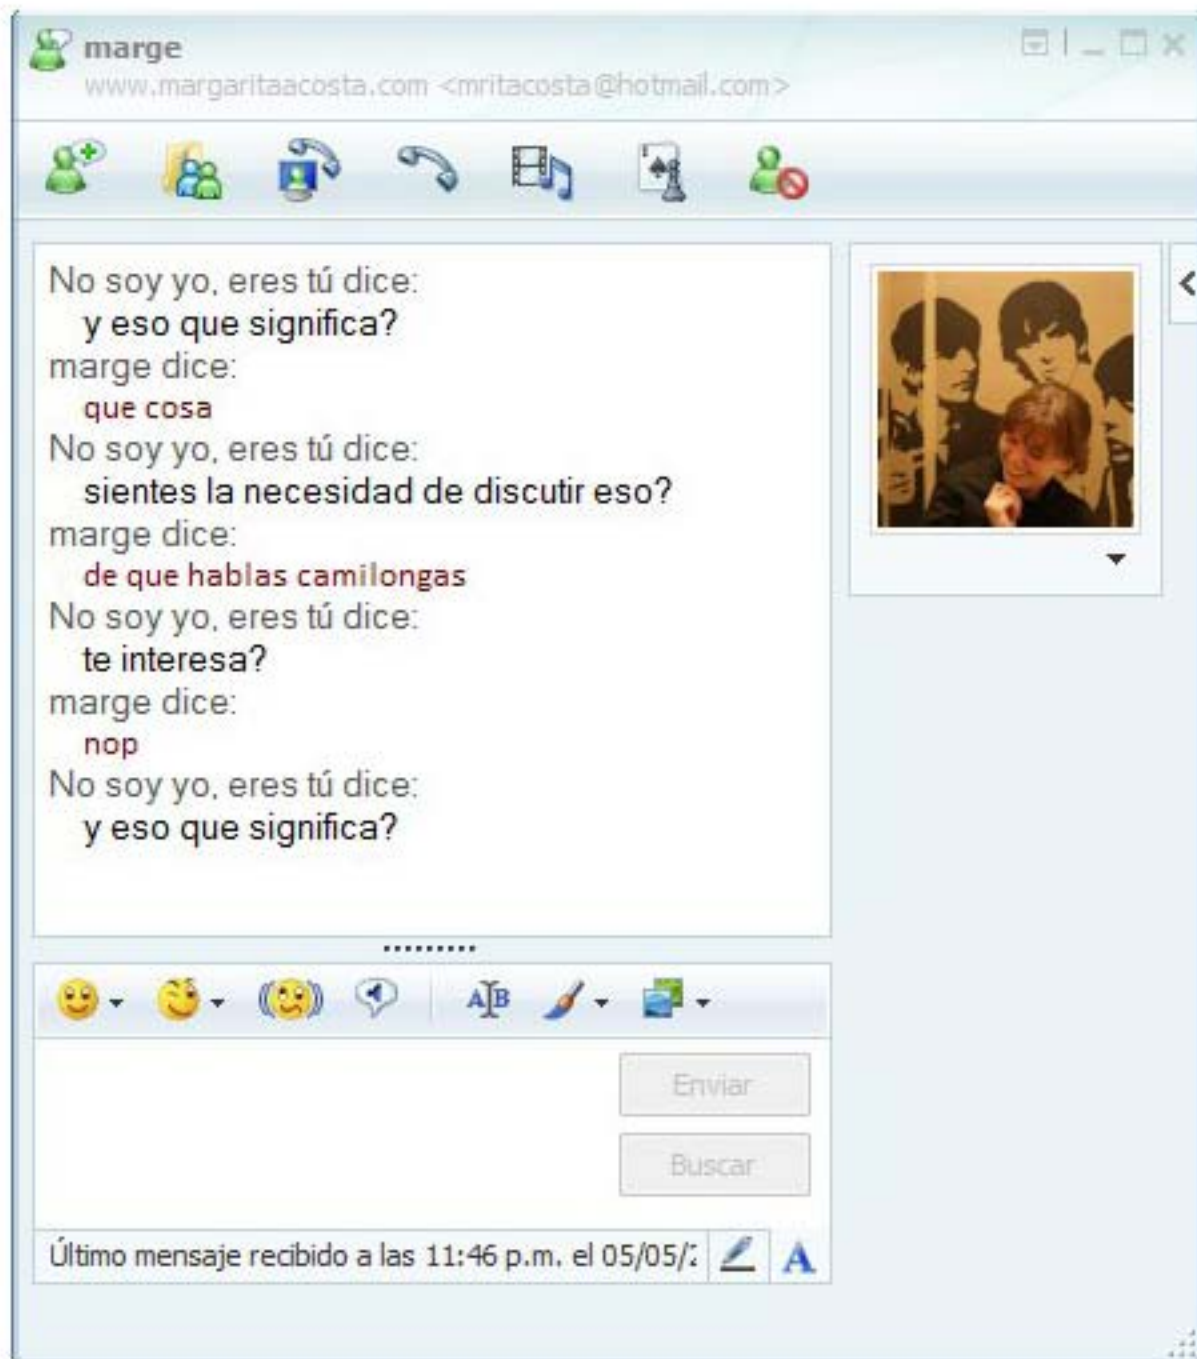 marge
www.margaritaacosta.com <mritacosta@hotmail.com>
No soy yo, eres tú dice:
y eso que significa?
marge dice:
que cosa
No soy yo, eres tú dice:
sientes la necesidad de discutir eso?
marge dice:
de que hablas camilongas
No soy yo, eres tú dice:
te interesa?
marge dice:
nop
No soy yo, eres tú dice:
y eso que significa?
Enviar
Buscar
Último mensaje recibido a las 11:46 p.m. el 05/05/